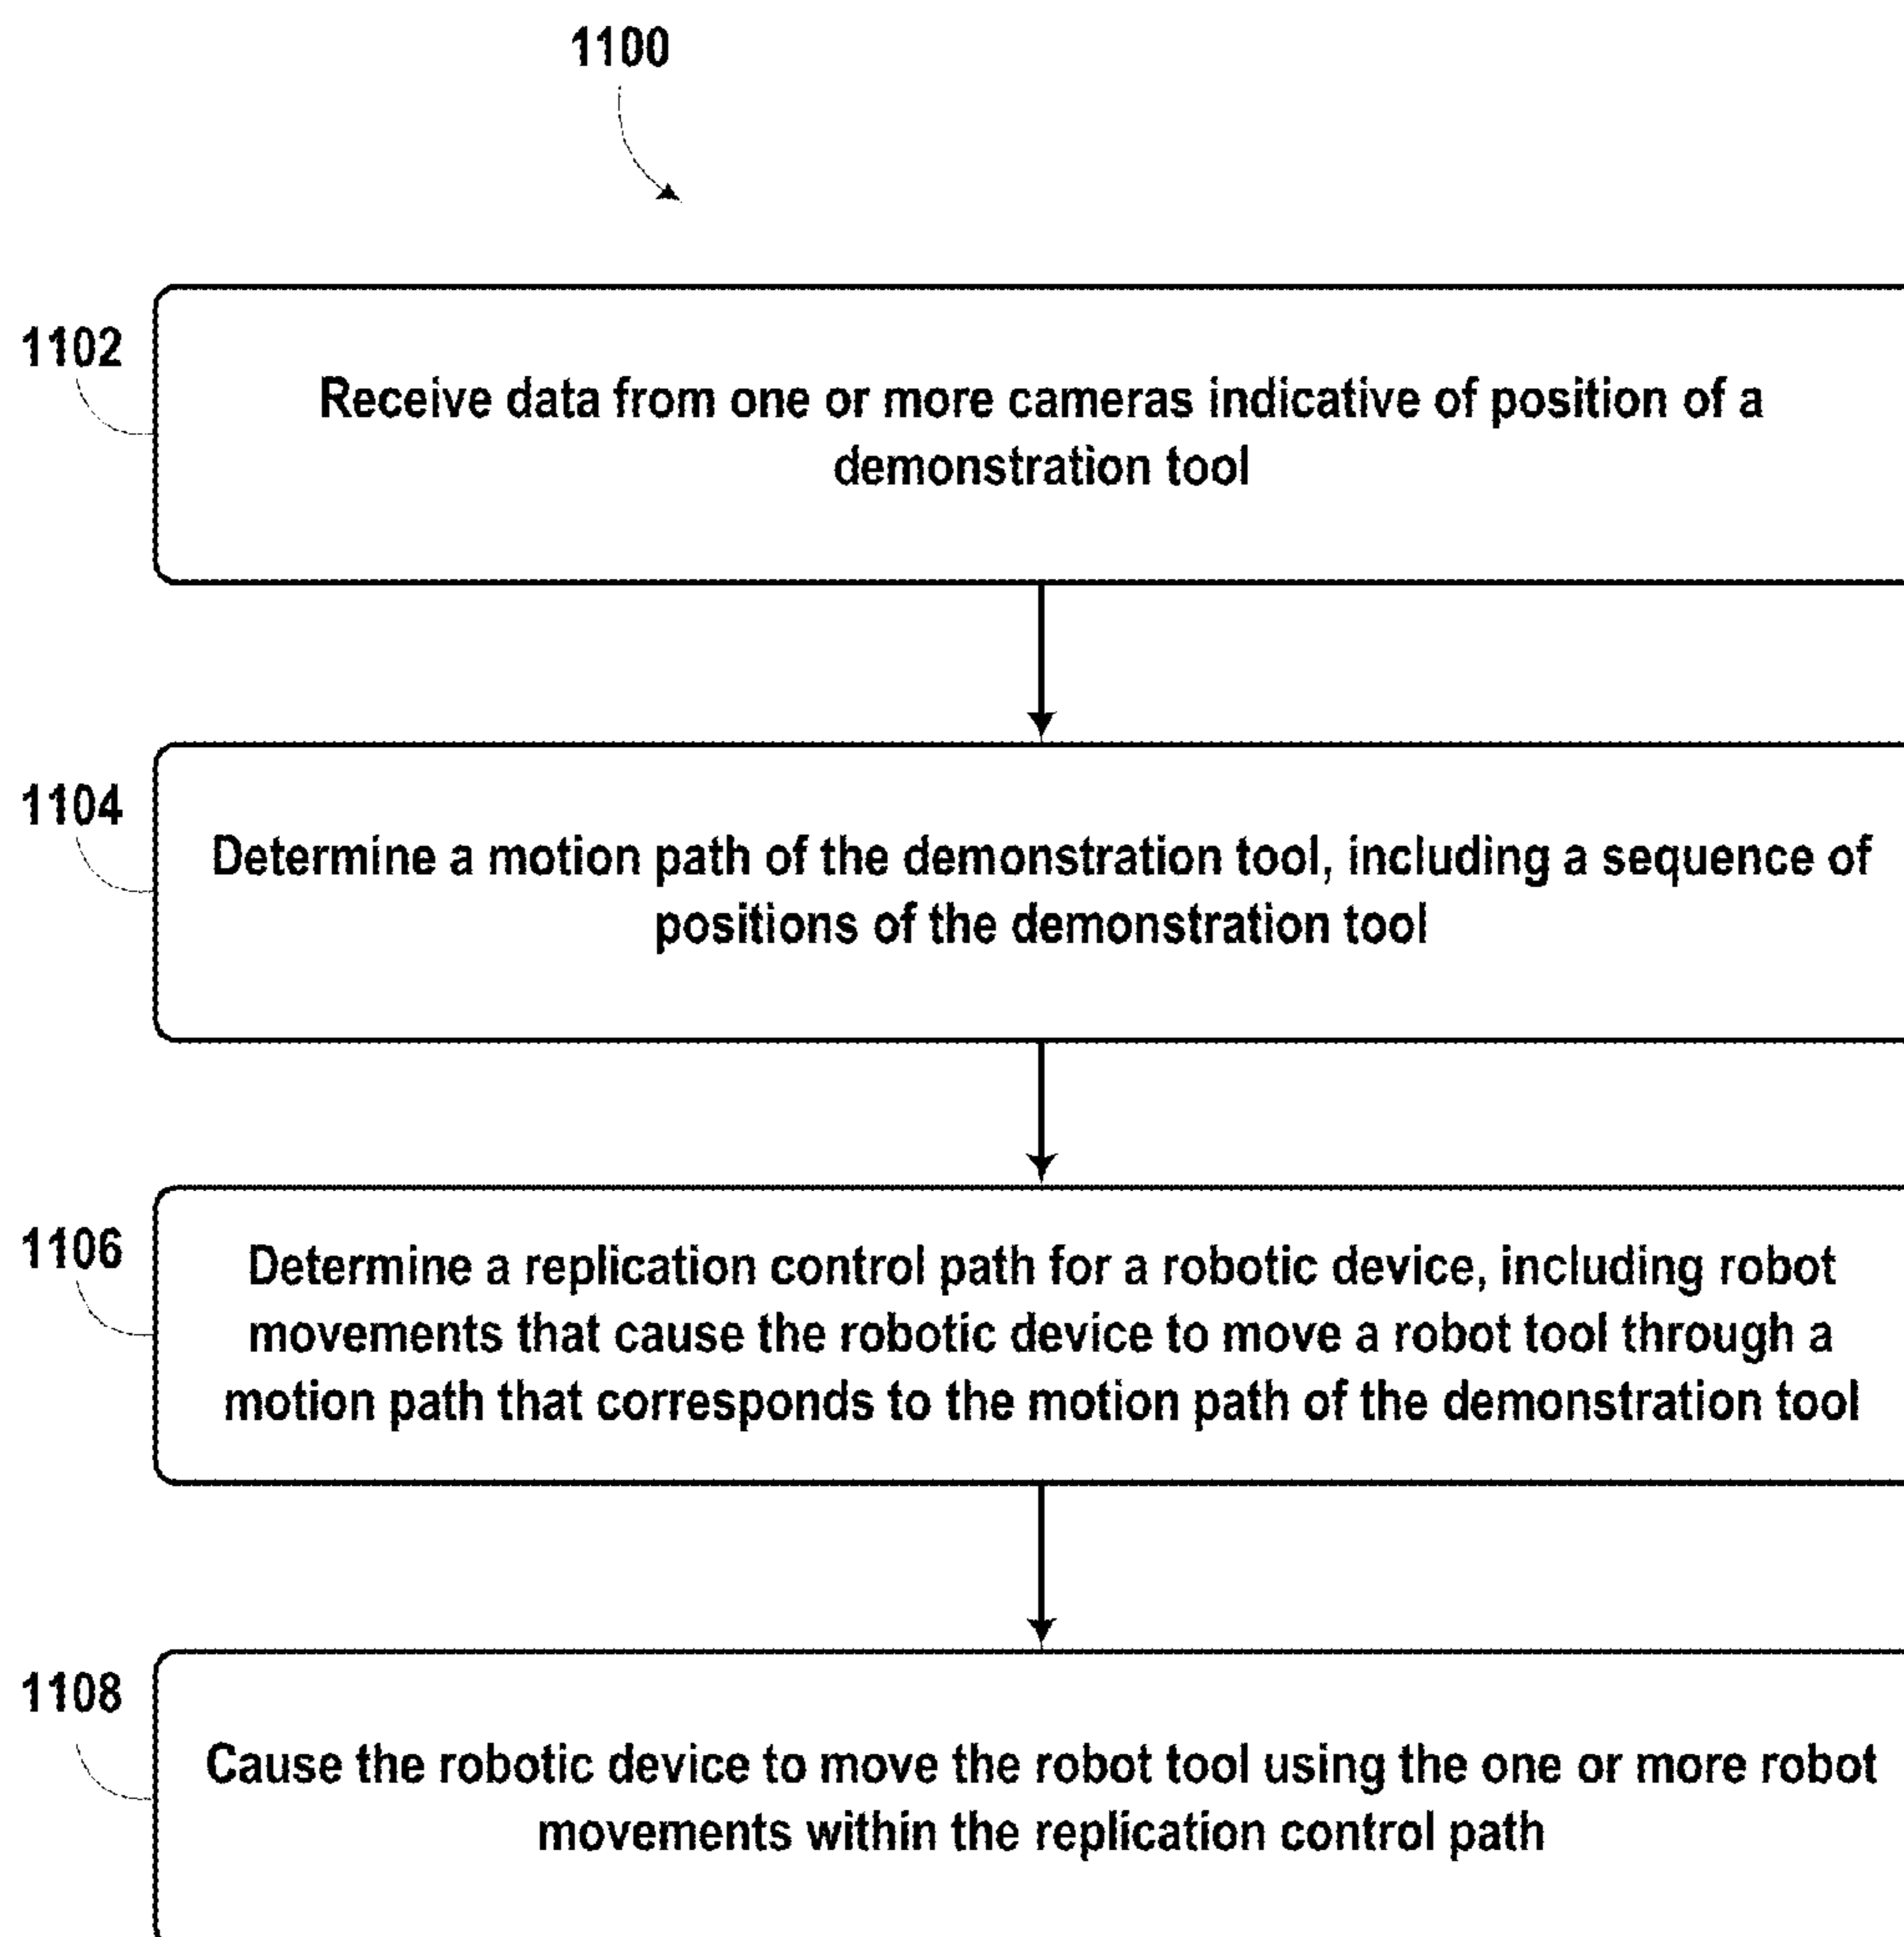 1100
1102
Receive data from one or more cameras indicative of position of a
demonstration tool
1104
Determine a motion path of the demonstration tool, including a sequence of
positions of the demonstration tool
1106
Determine a replication control path for a robotic device, including robot
movements that cause the robotic device to move a robot tool through a
motion path that corresponds to the motion path of the demonstration tool
1108
Cause the robotic device to move the robot tool using the one or more robot
movements within the replication control path